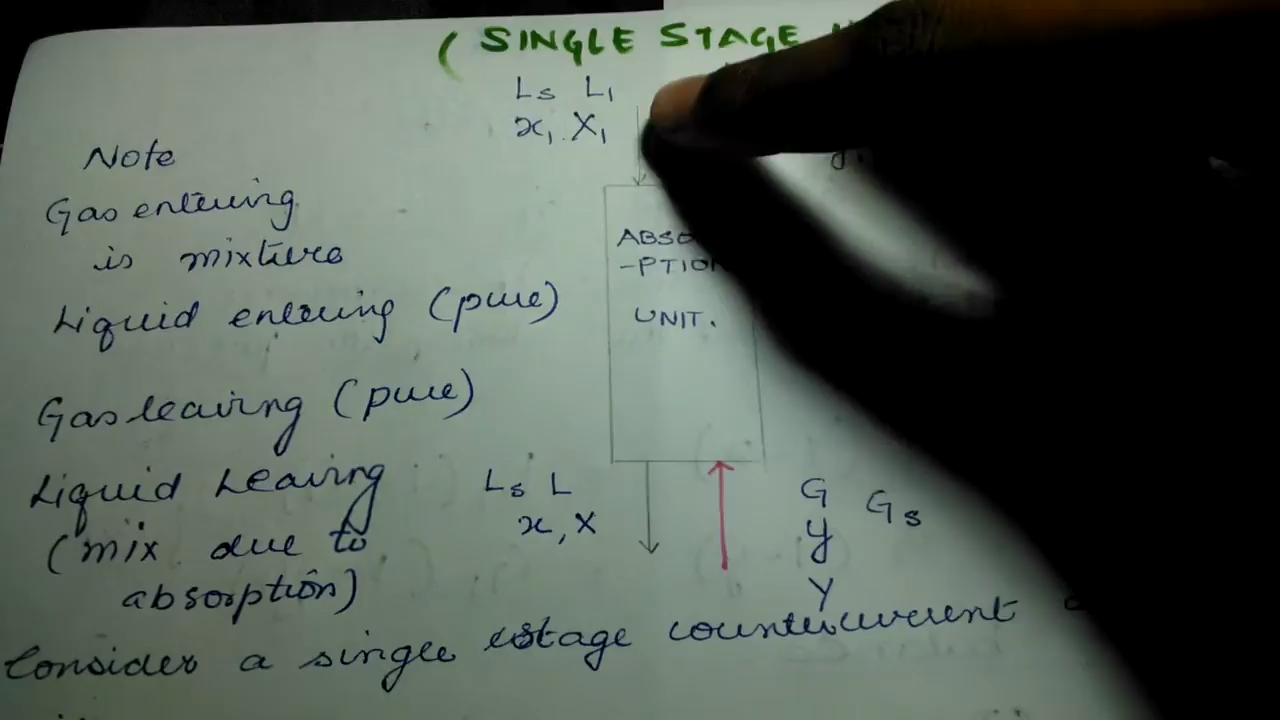 ( SINGLE STAGE
Ls L1
x1, X1
Note
Gas entering
is mixture
Liquid entering (pure)
ABSO
-PTION
UNIT.
Gas leaving (pure)
Liquid Leaving
(mix due to
absorption)
Ls L
x, X
G Gs
y
Y
Consider a single stage countercurrent